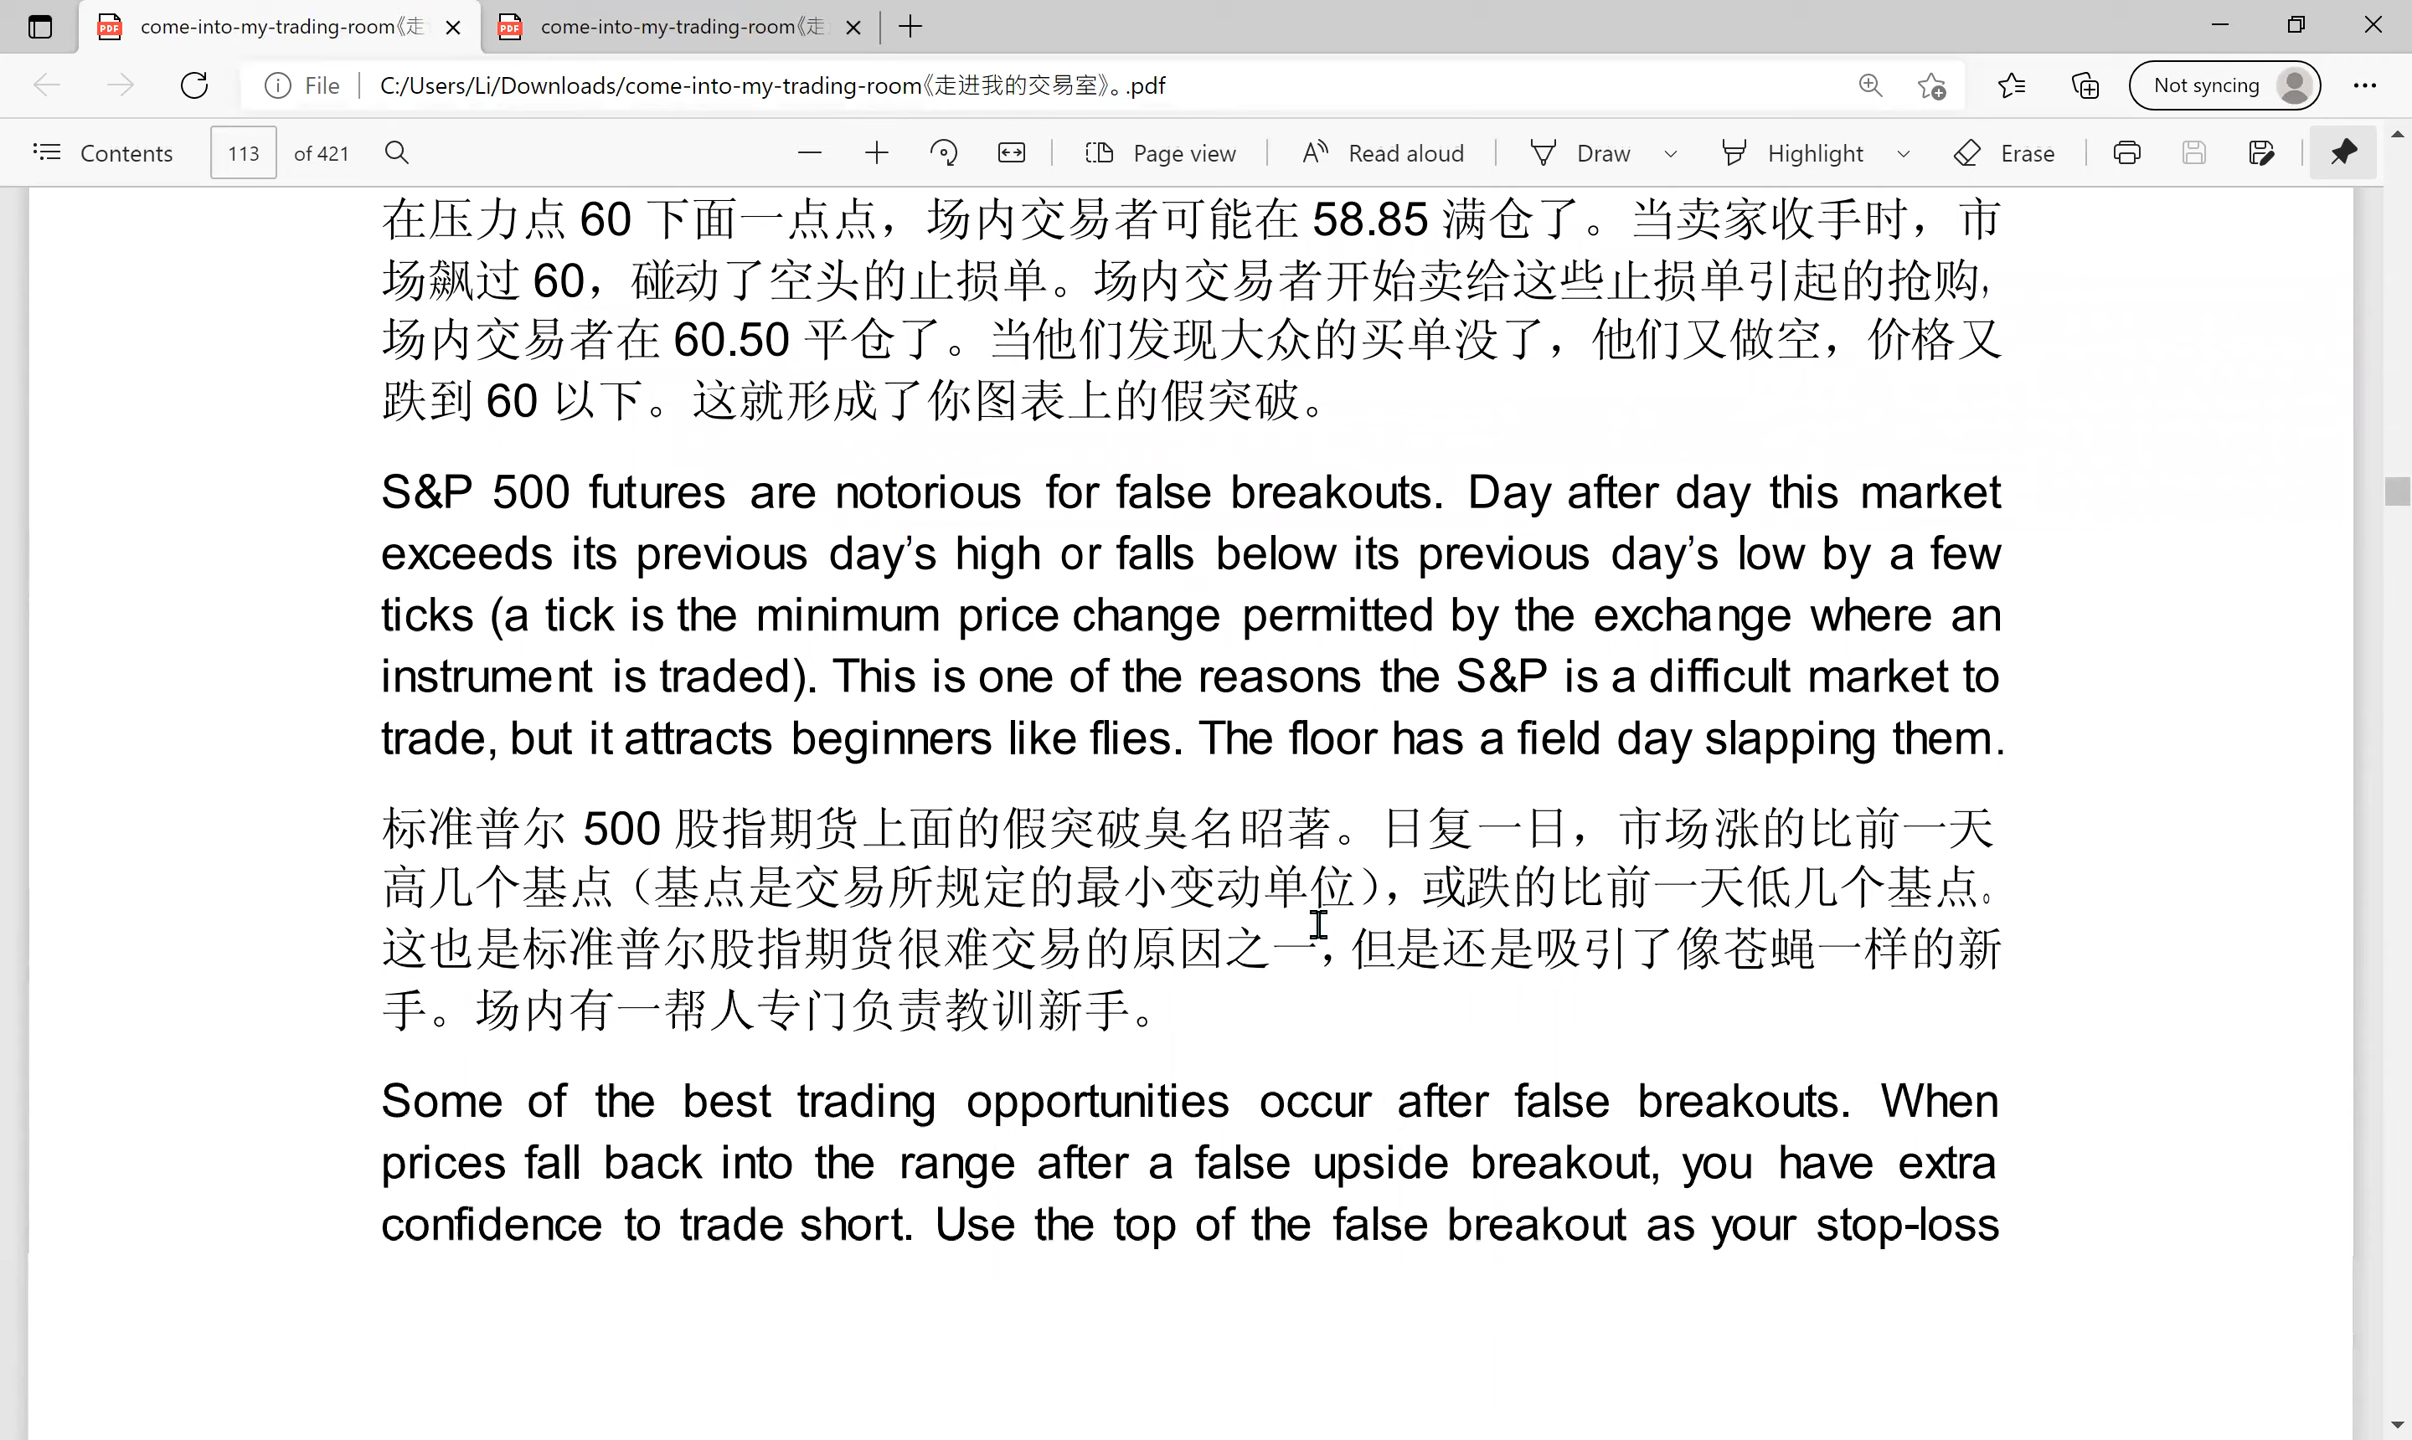 come-into-my-trading-room《走
come-into-my-trading-room《走
File
C:/Users/Li/Downloads/come-into-my-trading-room《走进我的交易室》。.pdf
Not syncing
Contents
113
of 421
Page view
Read aloud
Draw
Highlight
Erase
在压力点 60 下面一点点，场内交易者可能在 58.85 满仓了。当卖家收手时，市
场飙过 60，碰动了空头的止损单。场内交易者开始卖给这些止损单引起的抢购，
场内交易者在 60.50 平仓了。当他们发现大众的买单没了，他们又做空，价格又
跌到 60 以下。这就形成了你图表上的假突破。
S&P 500 futures are notorious for false breakouts. Day after day this market
exceeds its previous day’s high or falls below its previous day’s low by a few
ticks (a tick is the minimum price change permitted by the exchange where an
instrument is traded). This is one of the reasons the S&P is a difficult market to
trade, but it attracts beginners like flies. The floor has a field day slapping them.
标准普尔 500 股指期货上面的假突破臭名昭著。日复一日，市场涨的比前一天
高几个基点（基点是交易所规定的最小变动单位），或跌的比前一天低几个基点。
这也是标准普尔股指期货很难交易的原因之一，但是还是吸引了像苍蝇一样的新
手。场内有一帮人专门负责教训新手。
Some of the best trading opportunities occur after false breakouts. When
prices fall back into the range after a false upside breakout, you have extra
confidence to trade short. Use the top of the false breakout as your stop-loss